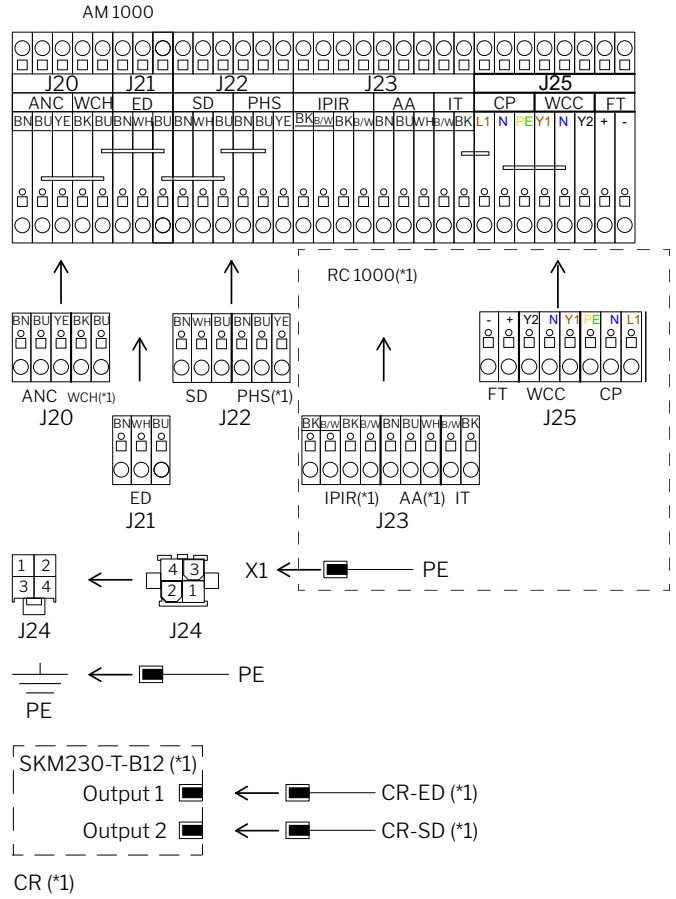 AM 1000
J20 J21 J22 J23 J25
ANC WCH ED SD PHS IPIR AA IT CP WCC FT
BN BU YE BK BU BN WH BU BN WH BU BN BU YE BK B/W BK B/W BN BU WH B/W BK L1 N PE Y1 N Y2 + -
RC 1000(*1)
BN BU YE BK BU
ANC WCH(*1)
J20
BN WH BU BN BU YE
SD PHS(*1)
J22
- + Y2 N Y1 PE N L1
FT WCC CP
J25
BN WH BU
ED
J21
BK B/W BK B/W BN BU WH B/W BK
IPIR(*1) AA(*1) IT
J23
1 2
3 4
J24
4 3
2 1
J24
X1 PE
PE
PE
SKM230-T-B12 (*1)
Output 1 CR-ED (*1)
Output 2 CR-SD (*1)
CR (*1)